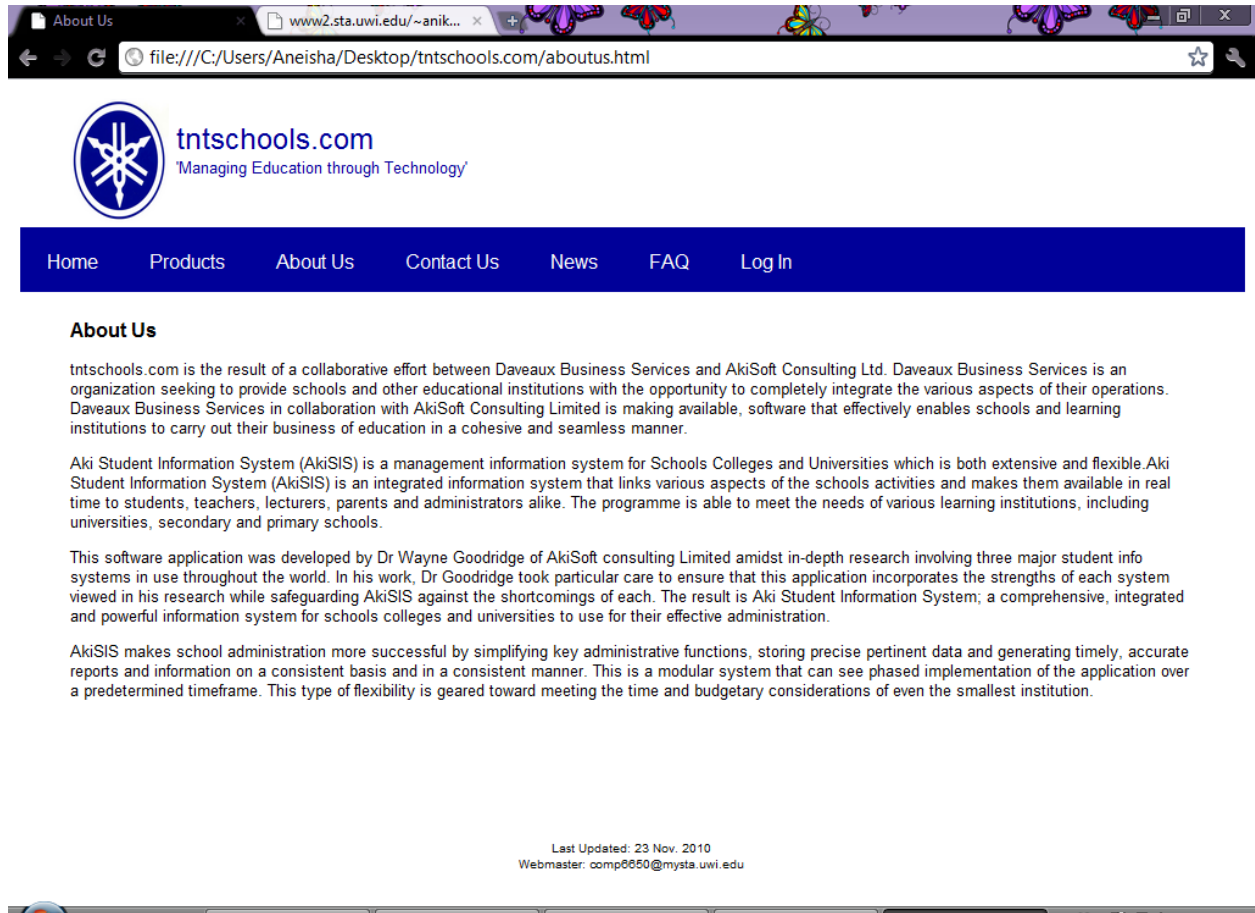 About Us
www2.sta.uwi.edu/~anik...
file:///C:/Users/Aneisha/Desktop/tntschools.com/aboutus.html
tntschools.com
'Managing Education through Technology'
Home Products About Us Contact Us News FAQ Log In
About Us
tntschools.com is the result of a collaborative effort between Daveaux Business Services and AkiSoft Consulting Ltd. Daveaux Business Services is an
organization seeking to provide schools and other educational institutions with the opportunity to completely integrate the various aspects of their operations.
Daveaux Business Services in collaboration with AkiSoft Consulting Limited is making available, software that effectively enables schools and learning
institutions to carry out their business of education in a cohesive and seamless manner.
Aki Student Information System (AkiSIS) is a management information system for Schools Colleges and Universities which is both extensive and flexible.Aki
Student Information System (AkiSIS) is an integrated information system that links various aspects of the schools activities and makes them available in real
time to students, teachers, lecturers, parents and administrators alike. The programme is able to meet the needs of various learning institutions, including
universities, secondary and primary schools.
This software application was developed by Dr Wayne Goodridge of AkiSoft consulting Limited amidst in-depth research involving three major student info
systems in use throughout the world. In his work, Dr Goodridge took particular care to ensure that this application incorporates the strengths of each system
viewed in his research while safeguarding AkiSIS against the shortcomings of each. The result is Aki Student Information System; a comprehensive, integrated
and powerful information system for schools colleges and universities to use for their effective administration.
AkiSIS makes school administration more successful by simplifying key administrative functions, storing precise pertinent data and generating timely, accurate
reports and information on a consistent basis and in a consistent manner. This is a modular system that can see phased implementation of the application over
a predetermined timeframe. This type of flexibility is geared toward meeting the time and budgetary considerations of even the smallest institution.
Last Updated: 23 Nov. 2010
Webmaster: comp6650@mysta.uwi.edu